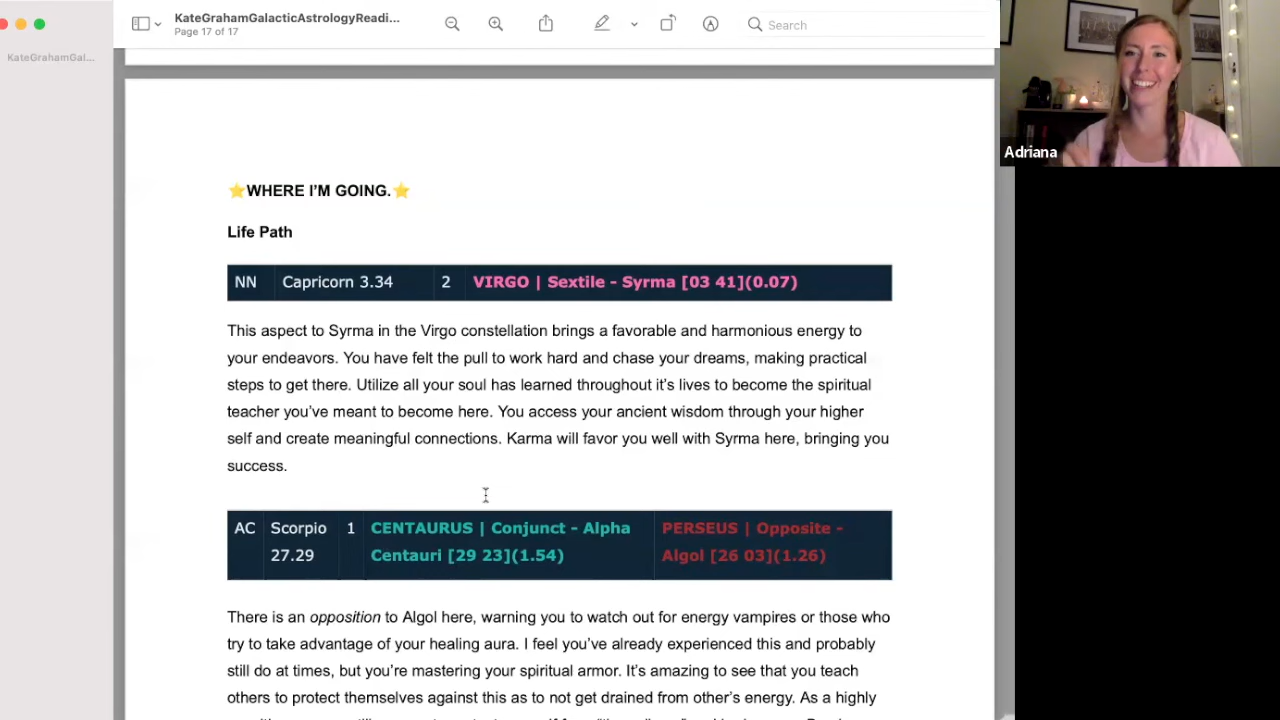 KateGrahamGalacticAstrologyReadi...
Page 17 of 17
Search
KateGrahamGal...
Adriana
⭐WHERE I'M GOING.⭐
Life Path
NN Capricorn 3.34 2 VIRGO | Sextile - Syrma [03 41](0.07)
This aspect to Syrma in the Virgo constellation brings a favorable and harmonious energy to
your endeavors. You have felt the pull to work hard and chase your dreams, making practical
steps to get there. Utilize all your soul has learned throughout it's lives to become the spiritual
teacher you've meant to become here. You access your ancient wisdom through your higher
self and create meaningful connections. Karma will favor you well with Syrma here, bringing you
success.
AC Scorpio 1 CENTAURUS | Conjunct - Alpha PERSEUS | Opposite -
27.29 Centauri [29 23](1.54) Algol [26 03](1.26)
There is an opposition to Algol here, warning you to watch out for energy vampires or those who
try to take advantage of your healing aura. I feel you've already experienced this and probably
still do at times, but you're mastering your spiritual armor. It's amazing to see that you teach
others to protect themselves against this as to not get drained from other's energy. As a highly